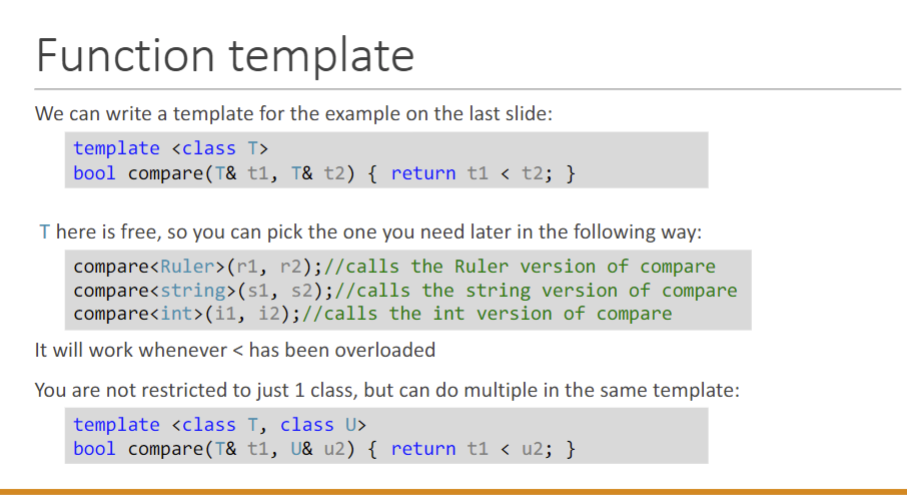 Function template
We can write a template for the example on the last slide:
template <class T>
bool compare(T& t1, T& t2) { return t1 < t2; }
T here is free, so you can pick the one you need later in the following way:
compare<Ruler>(r1, r2);//calls the Ruler version of compare
compare<string>(s1, s2);//calls the string version of compare
compare<int>(i1, i2);//calls the int version of compare
It will work whenever < has been overloaded
You are not restricted to just 1 class, but can do multiple in the same template:
template <class T, class U>
bool compare(T& t1, U& u2) { return t1 < u2; }